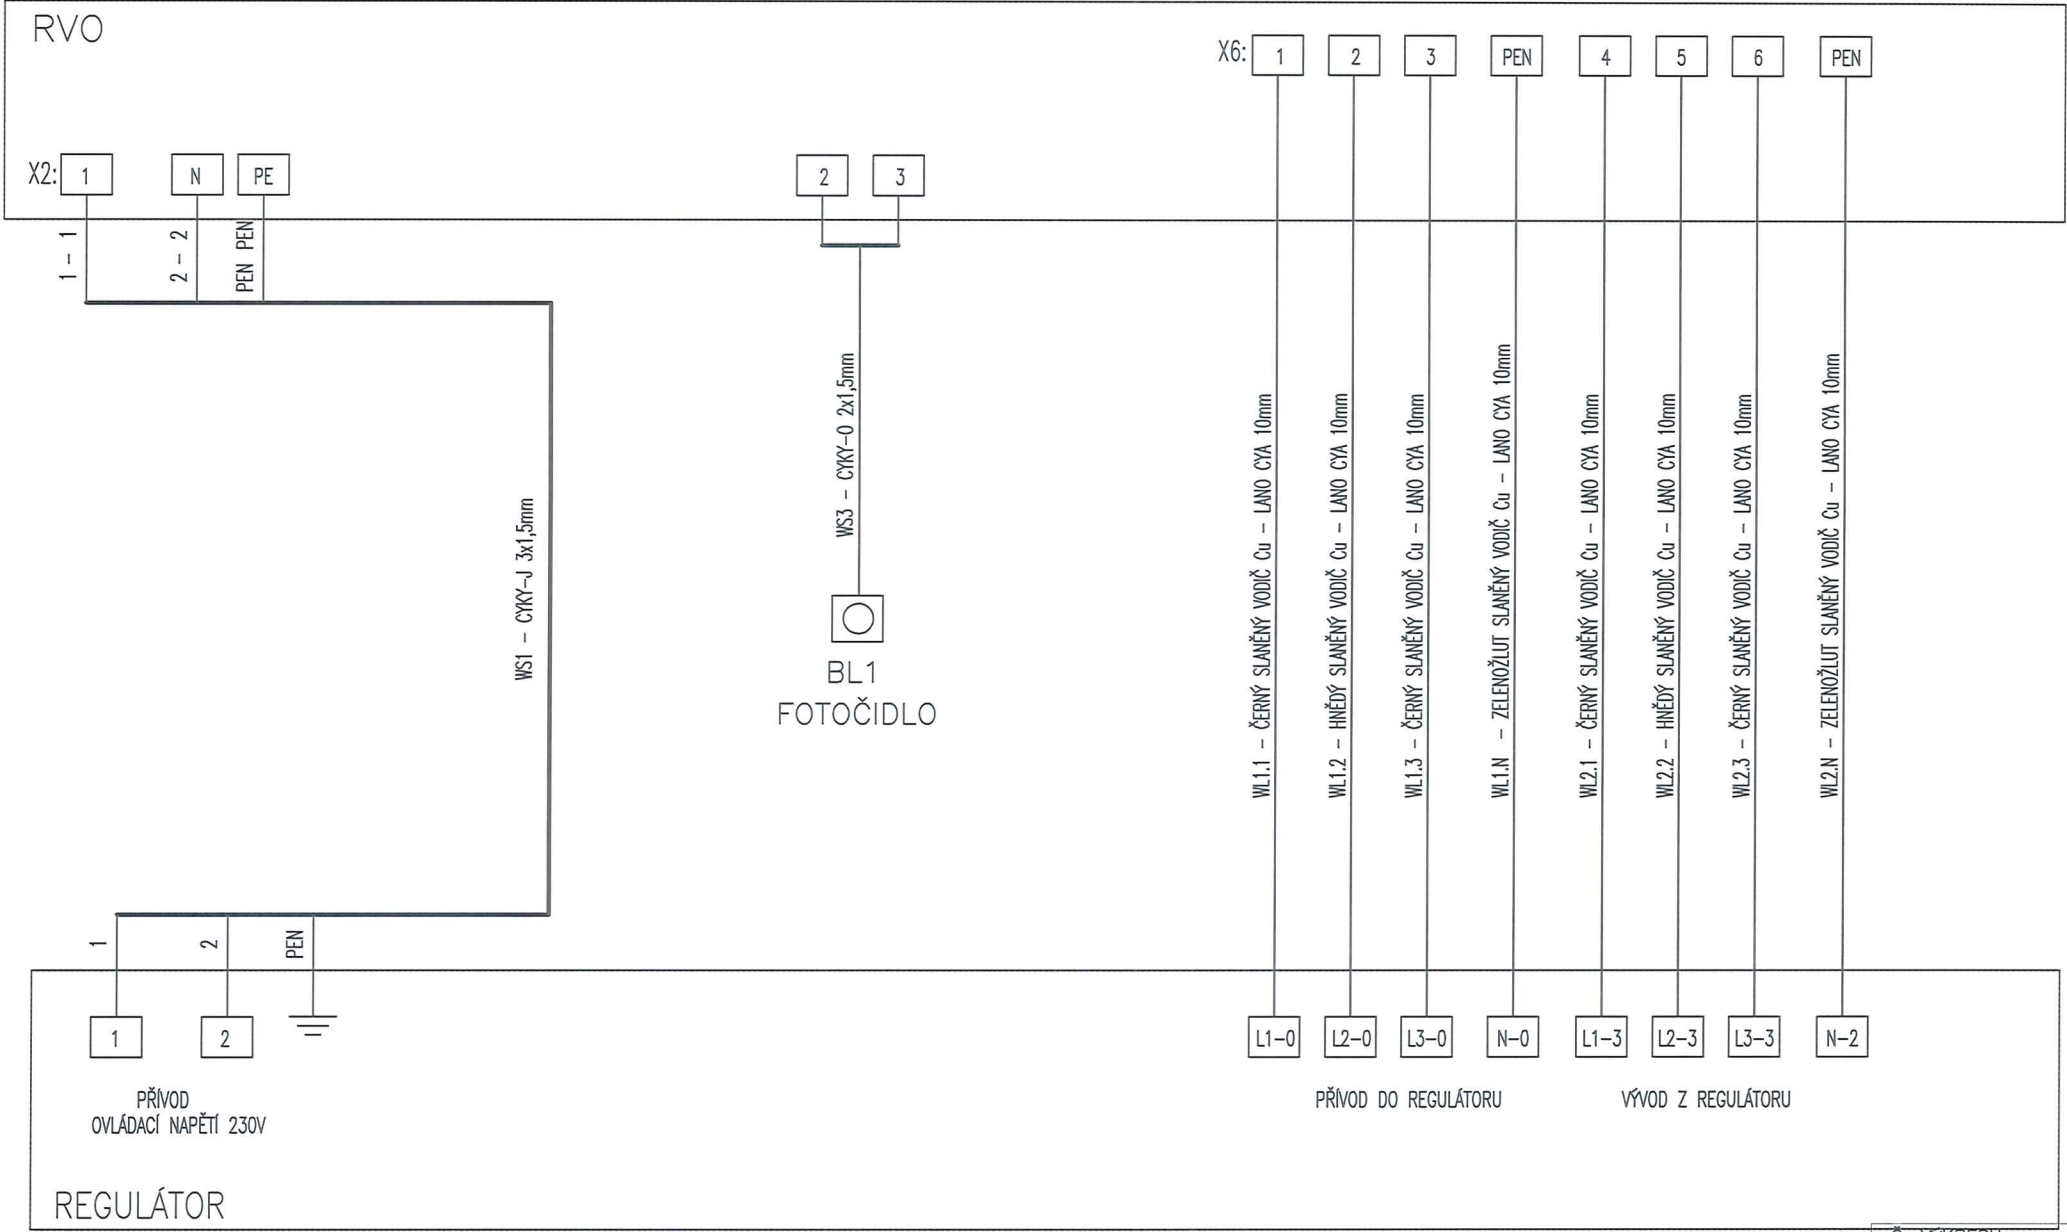 RVO
X6: 1 2 3 PEN 4 5 6 PEN
X2: 1 N PE 2 3
1 - 1
2 - 2
PEN PEN
WS1 - CYKY-J 3x1,5mm
WS3 - CYKY-O 2x1,5mm
BL1
FOTOČIDLO
WL1.1 - ČERNÝ SLANĚNÝ VODIČ Cu - LANO CYA 10mm
WL1.2 - HNĚDÝ SLANĚNÝ VODIČ Cu - LANO CYA 10mm
WL1.3 - ČERNÝ SLANĚNÝ VODIČ Cu - LANO CYA 10mm
WL1.N - ZELENOŽLUT SLANĚNÝ VODIČ Cu - LANO CYA 10mm
WL2.1 - ČERNÝ SLANĚNÝ VODIČ Cu - LANO CYA 10mm
WL2.2 - HNĚDÝ SLANĚNÝ VODIČ Cu - LANO CYA 10mm
WL2.3 - ČERNÝ SLANĚNÝ VODIČ Cu - LANO CYA 10mm
WL2.N - ZELENOŽLUT SLANĚNÝ VODIČ Cu - LANO CYA 10mm
1
2
PEN
1 2 L1-0 L2-0 L3-0 N-0 L1-3 L2-3 L3-3 N-2
PŘÍVOD
OVLÁDACÍ NAPĚTÍ 230V
PŘÍVOD DO REGULÁTORU
VÝVOD Z REGULÁTORU
REGULÁTOR